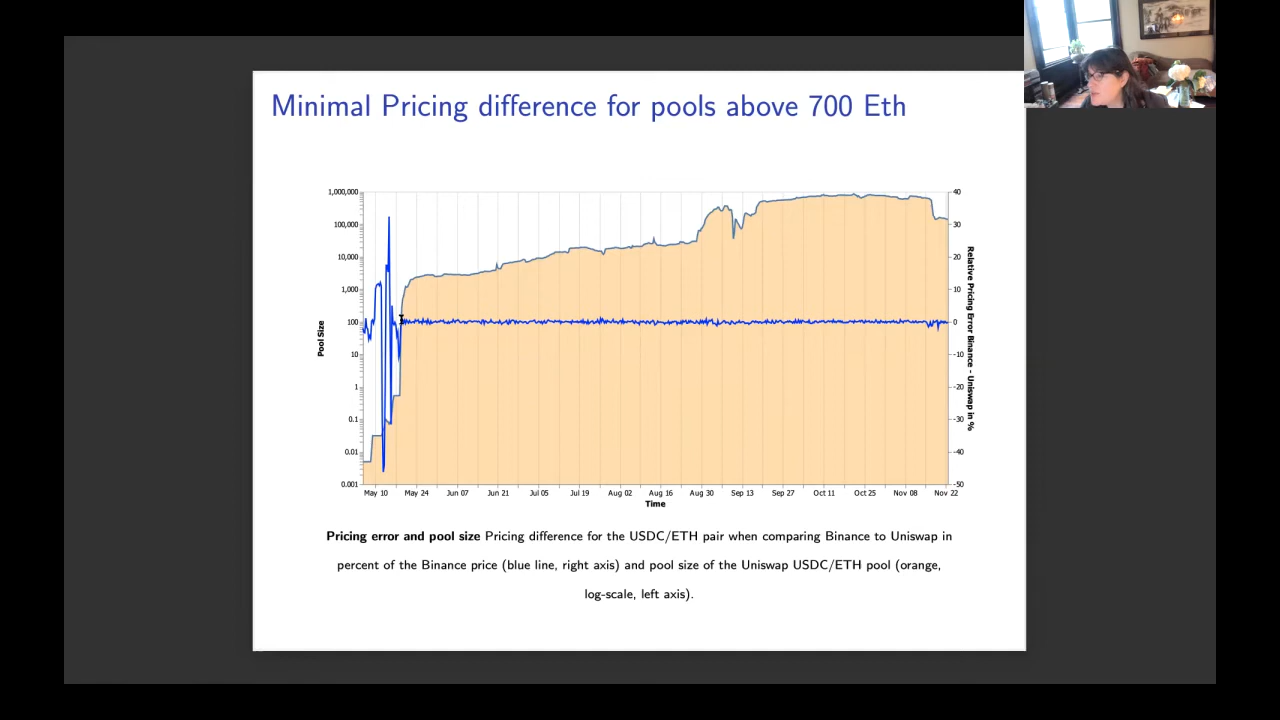 Minimal Pricing difference for pools above 700 Eth
1,000,000
100,000
10,000
1,000
100
10
1
0.1
0.01
0.001
Pool Size
40
30
20
10
0
-10
-20
-30
-40
-50
Relative Pricing Error Binance - Uniswap in %
May 10 May 24 Jun 07 Jun 21 Jul 05 Jul 19 Aug 02 Aug 16 Aug 30 Sep 13 Sep 27 Oct 11 Oct 25 Nov 08 Nov 22
Time
Pricing error and pool size Pricing difference for the USDC/ETH pair when comparing Binance to Uniswap in
percent of the Binance price (blue line, right axis) and pool size of the Uniswap USDC/ETH pool (orange,
log-scale, left axis).